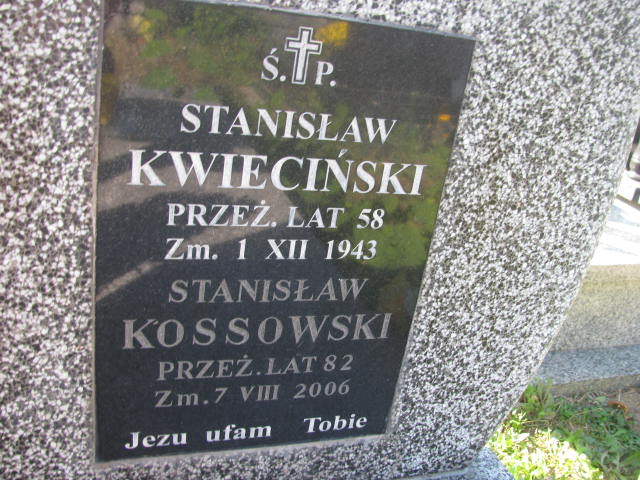 Ś. P.
STANISŁAW
KWIECIŃSKI
PRZEŻ. LAT 58
Zm. 1 XII 1943
STANISŁAW
KOSSOWSKI
PRZEŻ. LAT 82
Zm. 7 VIII 2006
Jezu ufam Tobie